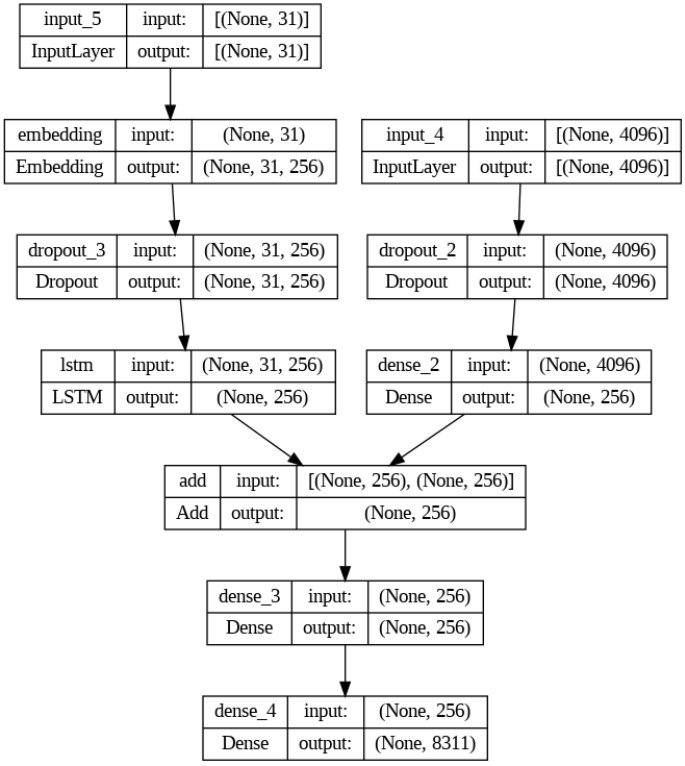 input_5 input: [(None, 31)]
InputLayer output: [(None, 31)]
embedding input: (None, 31)
Embedding output: (None, 31, 256)
input_4 input: [(None, 4096)]
InputLayer output: [(None, 4096)]
dropout_3 input: (None, 31, 256)
Dropout output: (None, 31, 256)
dropout_2 input: (None, 4096)
Dropout output: (None, 4096)
lstm input: (None, 31, 256)
LSTM output: (None, 256)
dense_2 input: (None, 4096)
Dense output: (None, 256)
add input: [(None, 256), (None, 256)]
Add output: (None, 256)
dense_3 input: (None, 256)
Dense output: (None, 256)
dense_4 input: (None, 256)
Dense output: (None, 8311)